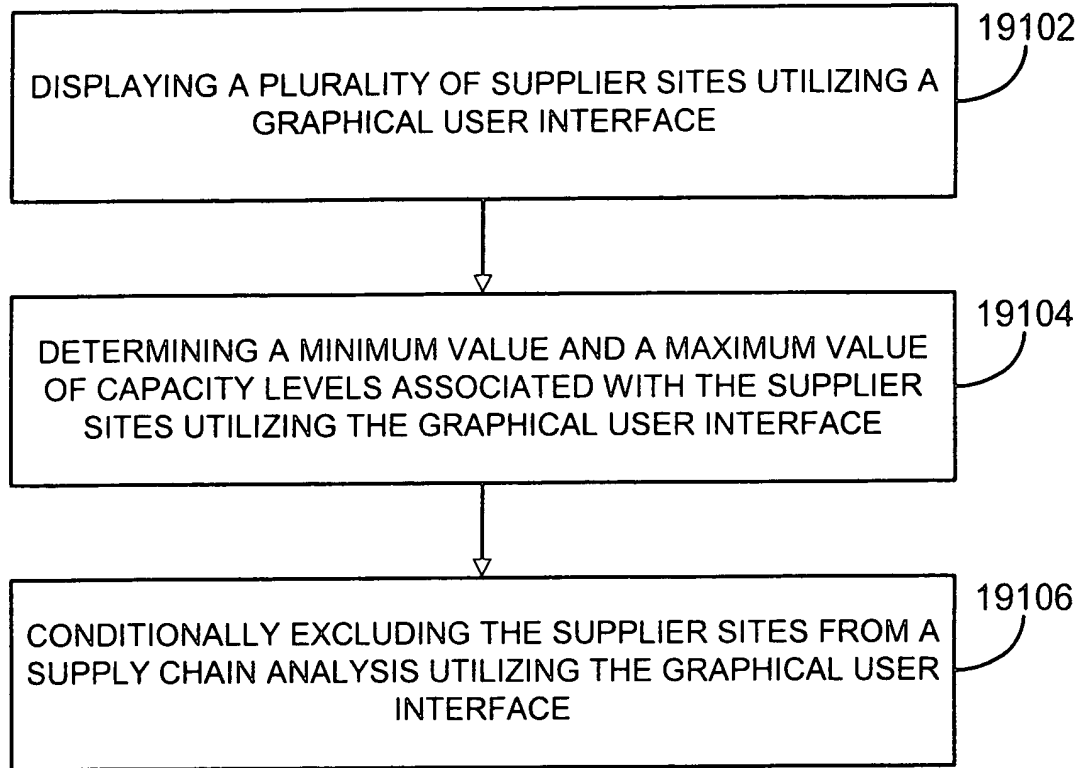 19102
DISPLAYING A PLURALITY OF SUPPLIER SITES UTILIZING A
GRAPHICAL USER INTERFACE
19104
DETERMINING A MINIMUM VALUE AND A MAXIMUM VALUE
OF CAPACITY LEVELS ASSOCIATED WITH THE SUPPLIER
SITES UTILIZING THE GRAPHICAL USER INTERFACE
19106
CONDITIONALLY EXCLUDING THE SUPPLIER SITES FROM A
SUPPLY CHAIN ANALYSIS UTILIZING THE GRAPHICAL USER
INTERFACE